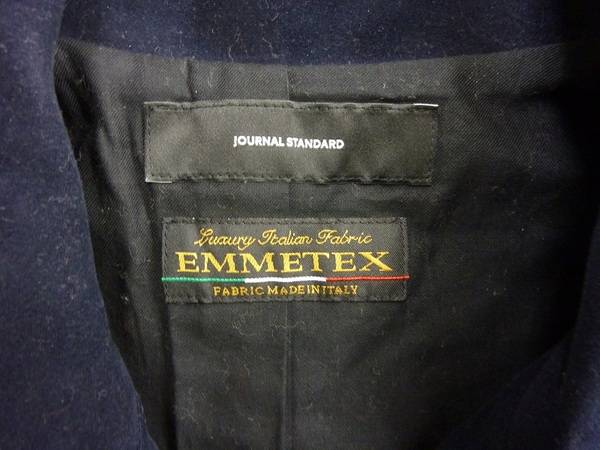 JOURNAL STANDARD
Luxury Italian Fabric
EMMETEX
FABRIC MADE IN ITALY